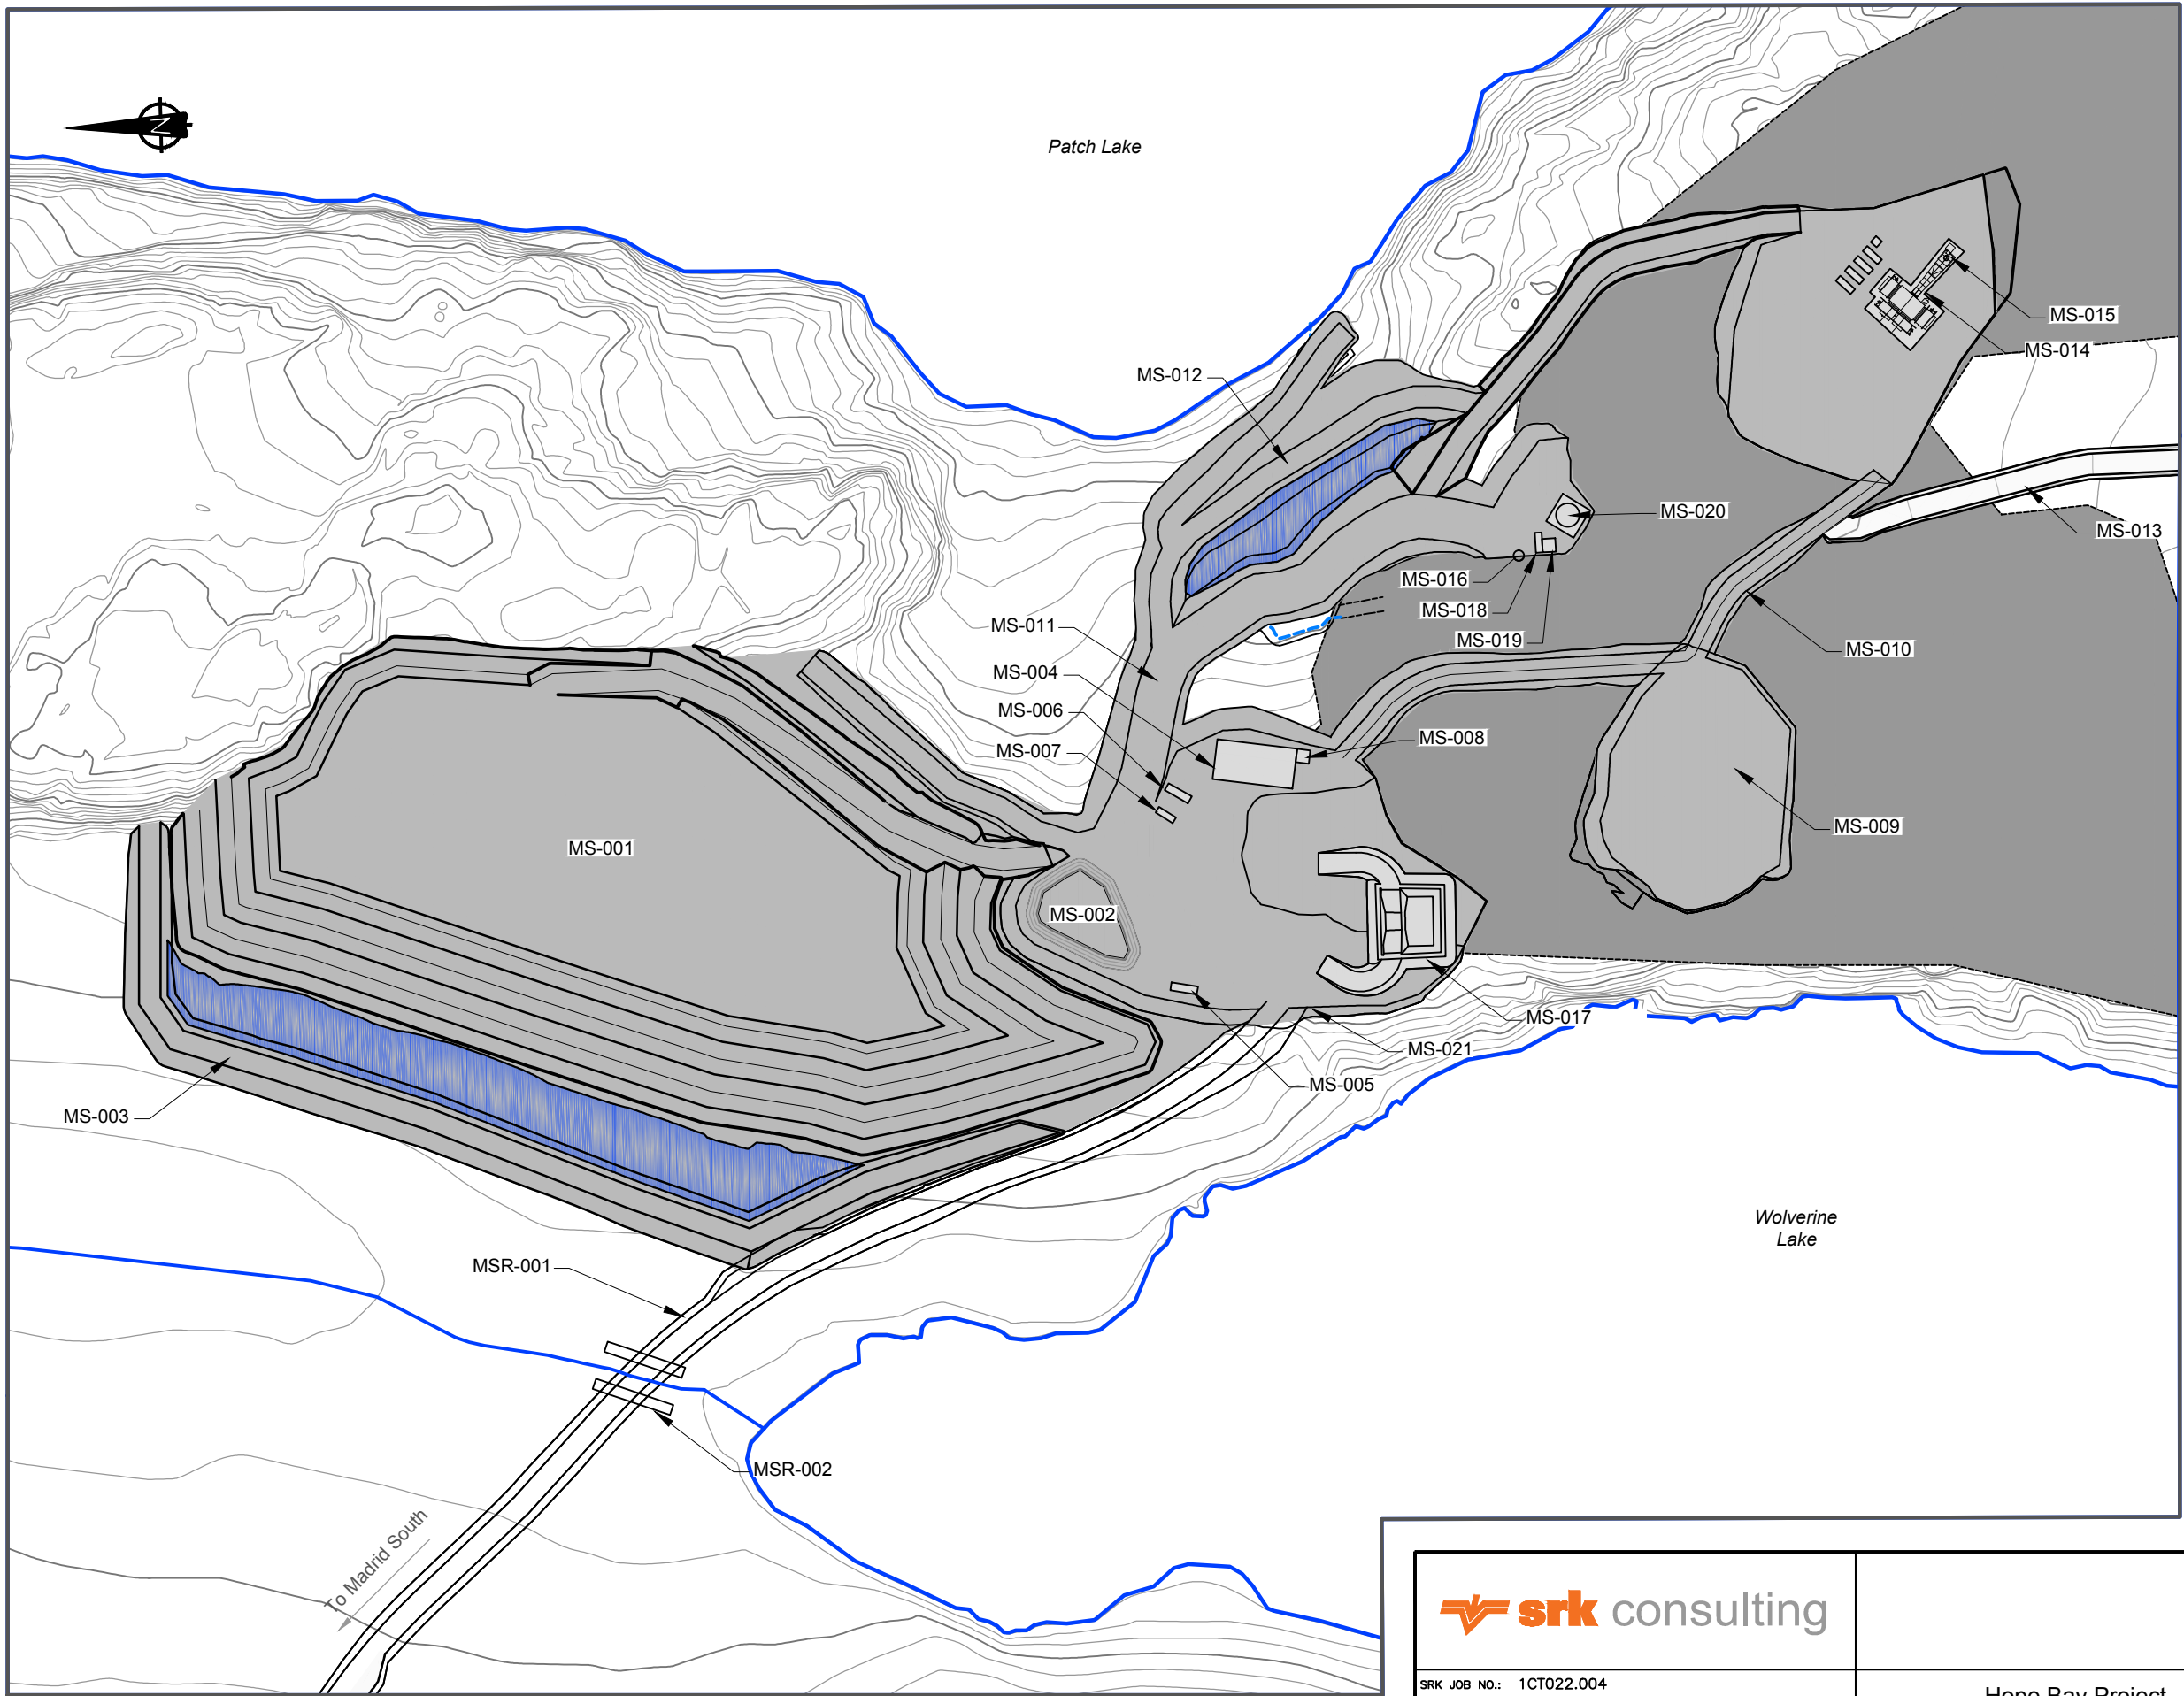 N
Patch Lake
MS-015
MS-014
MS-012
MS-020
MS-013
MS-016
MS-018
MS-011
MS-019
MS-010
MS-004
MS-006
MS-008
MS-007
MS-009
MS-001
MS-002
MS-017
MS-021
MS-005
MS-003
Wolverine
Lake
MSR-001
MSR-002
To Madrid South
srk consulting
SRK JOB NO.: 1CT022.004
Hope Bay Project